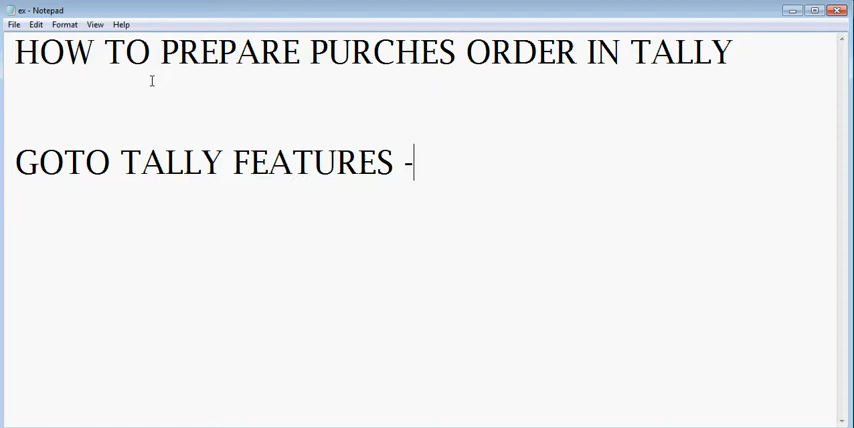 ex - Notepad
File Edit Format View Help
HOW TO PREPARE PURCHES ORDER IN TALLY
GOTO TALLY FEATURES -